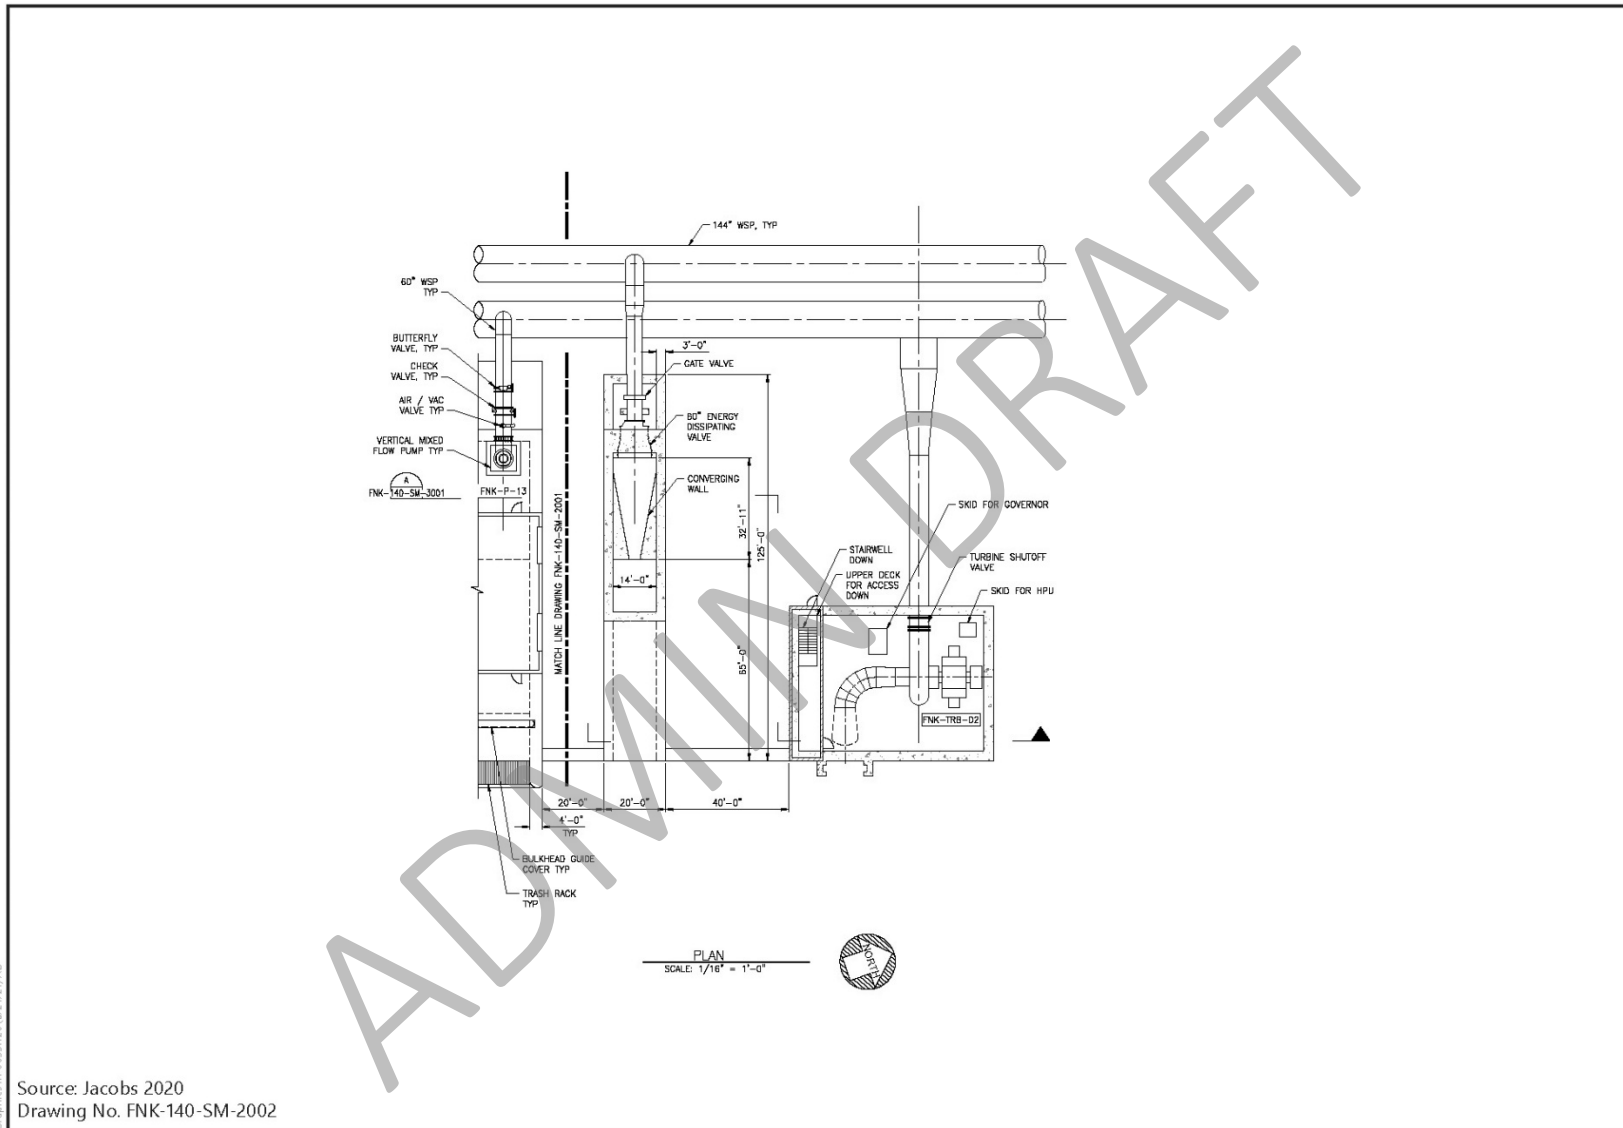 144" WSP, TYP
60" WSP
TYP
BUTTERFLY
VALVE, TYP
CHECK
VALVE, TYP
AIR / VAC
VALVE TYP
VERTICAL MIXED
FLOW PUMP TYP
A
FNK-140-SM-3001
FNK-P-13
MATCH LINE DRAWING FNK-140-SM-2001
3'-0"
GATE VALVE
60" ENERGY
DISSIPATING
VALVE
CONVERGING
WALL
32'-11"
125'-0"
14'-0"
65'-0"
SKID FOR GOVERNOR
STAIRWELL
DOWN
UPPER DECK
FOR ACCESS
DOWN
TURBINE SHUTOFF
VALVE
SKID FOR HPU
FNK-TRB-02
20'-0"
20'-0"
40'-0"
4'-0"
TYP
BULKHEAD GUIDE
COVER TYP
TRASH RACK
TYP
PLAN
SCALE: 1/16" = 1'-0"
NORTH
ADMIN DRAFT
Source: Jacobs 2020
Drawing No. FNK-140-SM-2002